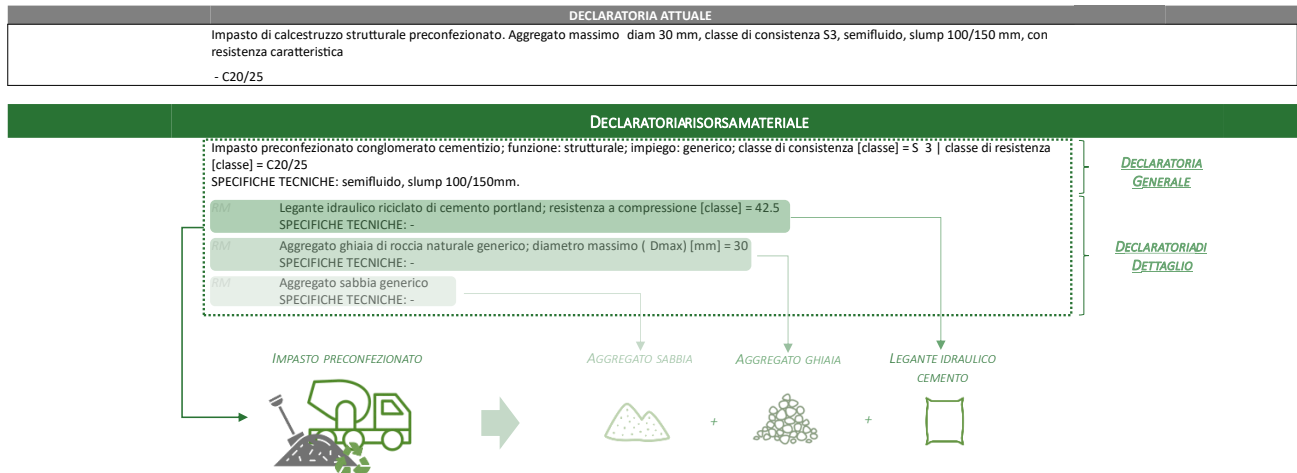 DECLARATORIA ATTUALE
Impasto di calcestruzzo strutturale preconfezionato. Aggregato massimo diam 30 mm, classe di consistenza S3, semifluido, slump 100/150 mm, con
resistenza caratteristica
- C20/25
DECLARATORIARISORSAMATERIALE
Impasto preconfezionato conglomerato cementizio; funzione: strutturale; impiego: generico; classe di consistenza [classe] = S 3 | classe di resistenza
[classe] = C20/25
SPECIFICHE TECNICHE: semifluido, slump 100/150mm.
DECLARATORIA
GENERALE
RM Legante idraulico riciclato di cemento portland; resistenza a compressione [classe] = 42.5
SPECIFICHE TECNICHE: -
RM Aggregato ghiaia di roccia naturale generico; diametro massimo ( Dmax) [mm] = 30
SPECIFICHE TECNICHE: -
RM Aggregato sabbia generico
SPECIFICHE TECNICHE: -
DECLARATORIADI
DETTAGLIO
IMPASTO PRECONFEZIONATO
AGGREGATO SABBIA
AGGREGATO GHIAIA
LEGANTE IDRAULICO
CEMENTO
+
+